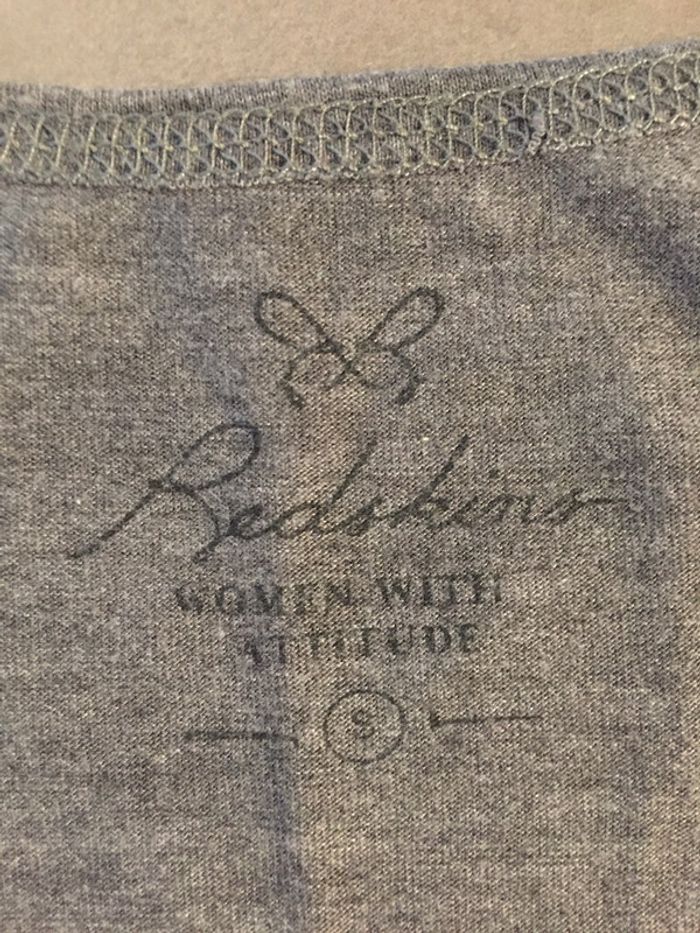 Redskins
WOMEN WITH
ATTITUDE
S